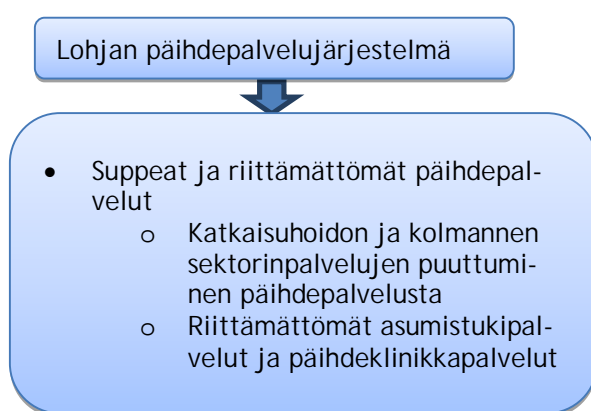 Lohjan päihdepalvelujärjestelmä
• Suppeat ja riittämättömät päihdepal-
velut
o Katkaisuhoidon ja kolmannen
sektorinpalvelujen puuttumi-
nen päihdepalvelusta
o Riittämättömät asumistukipal-
velut ja päihdeklinikkapalvelut